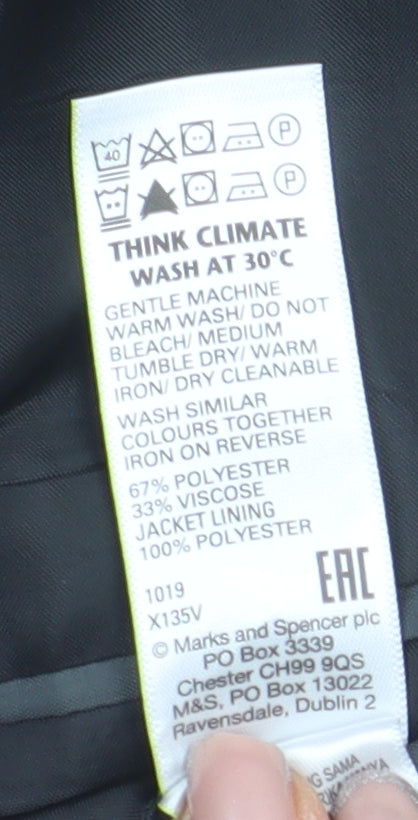 40 P
P
THINK CLIMATE
WASH AT 30°C
GENTLE MACHINE
WARM WASH/ DO NOT
BLEACH/ MEDIUM
TUMBLE DRY/ WARM
IRON/ DRY CLEANABLE
WASH SIMILAR
COLOURS TOGETHER
IRON ON REVERSE
67% POLYESTER
33% VISCOSE
JACKET LINING
100% POLYESTER
1019
X135V
EAC
© Marks and Spencer plc
PO Box 3339
Chester CH99 9QS
M&S, PO Box 13022
Ravensdale, Dublin 2
SAMA